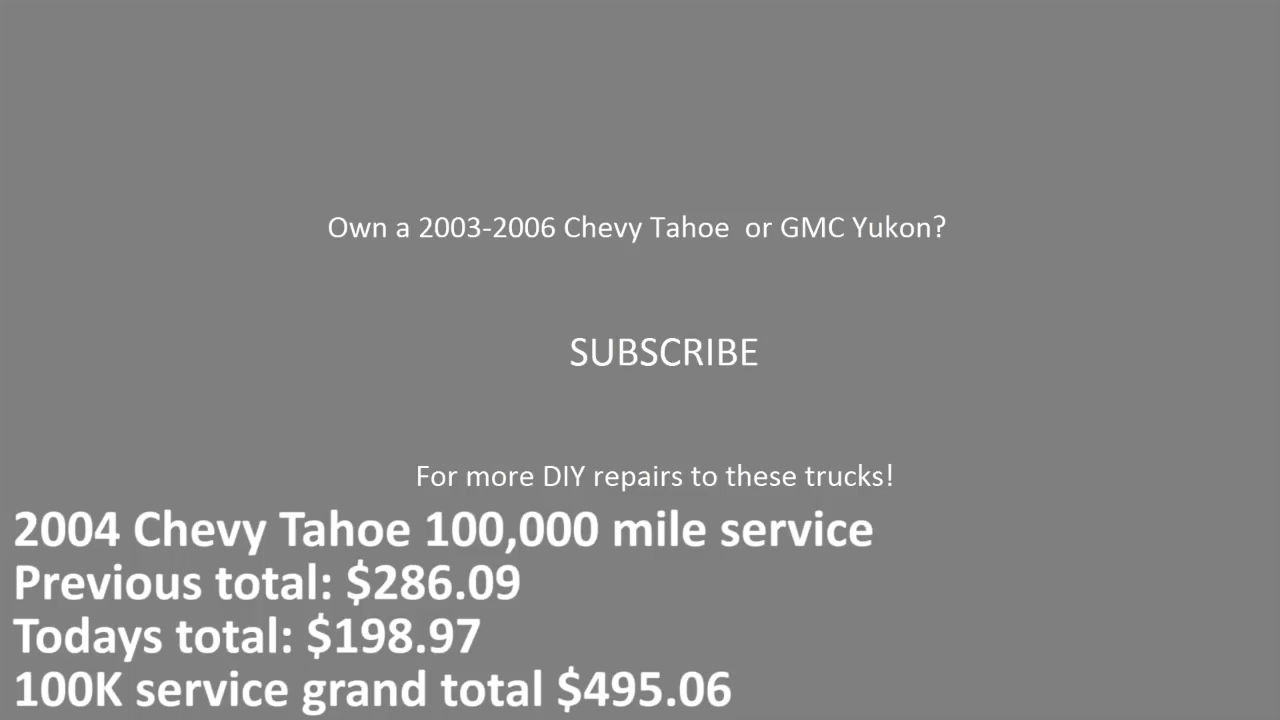 Own a 2003-2006 Chevy Tahoe  or GMC Yukon?
SUBSCRIBE
For more DIY repairs to these trucks!
2004 Chevy Tahoe 100,000 mile service
Previous total: $286.09
Todays total: $198.97
100K service grand total $495.06